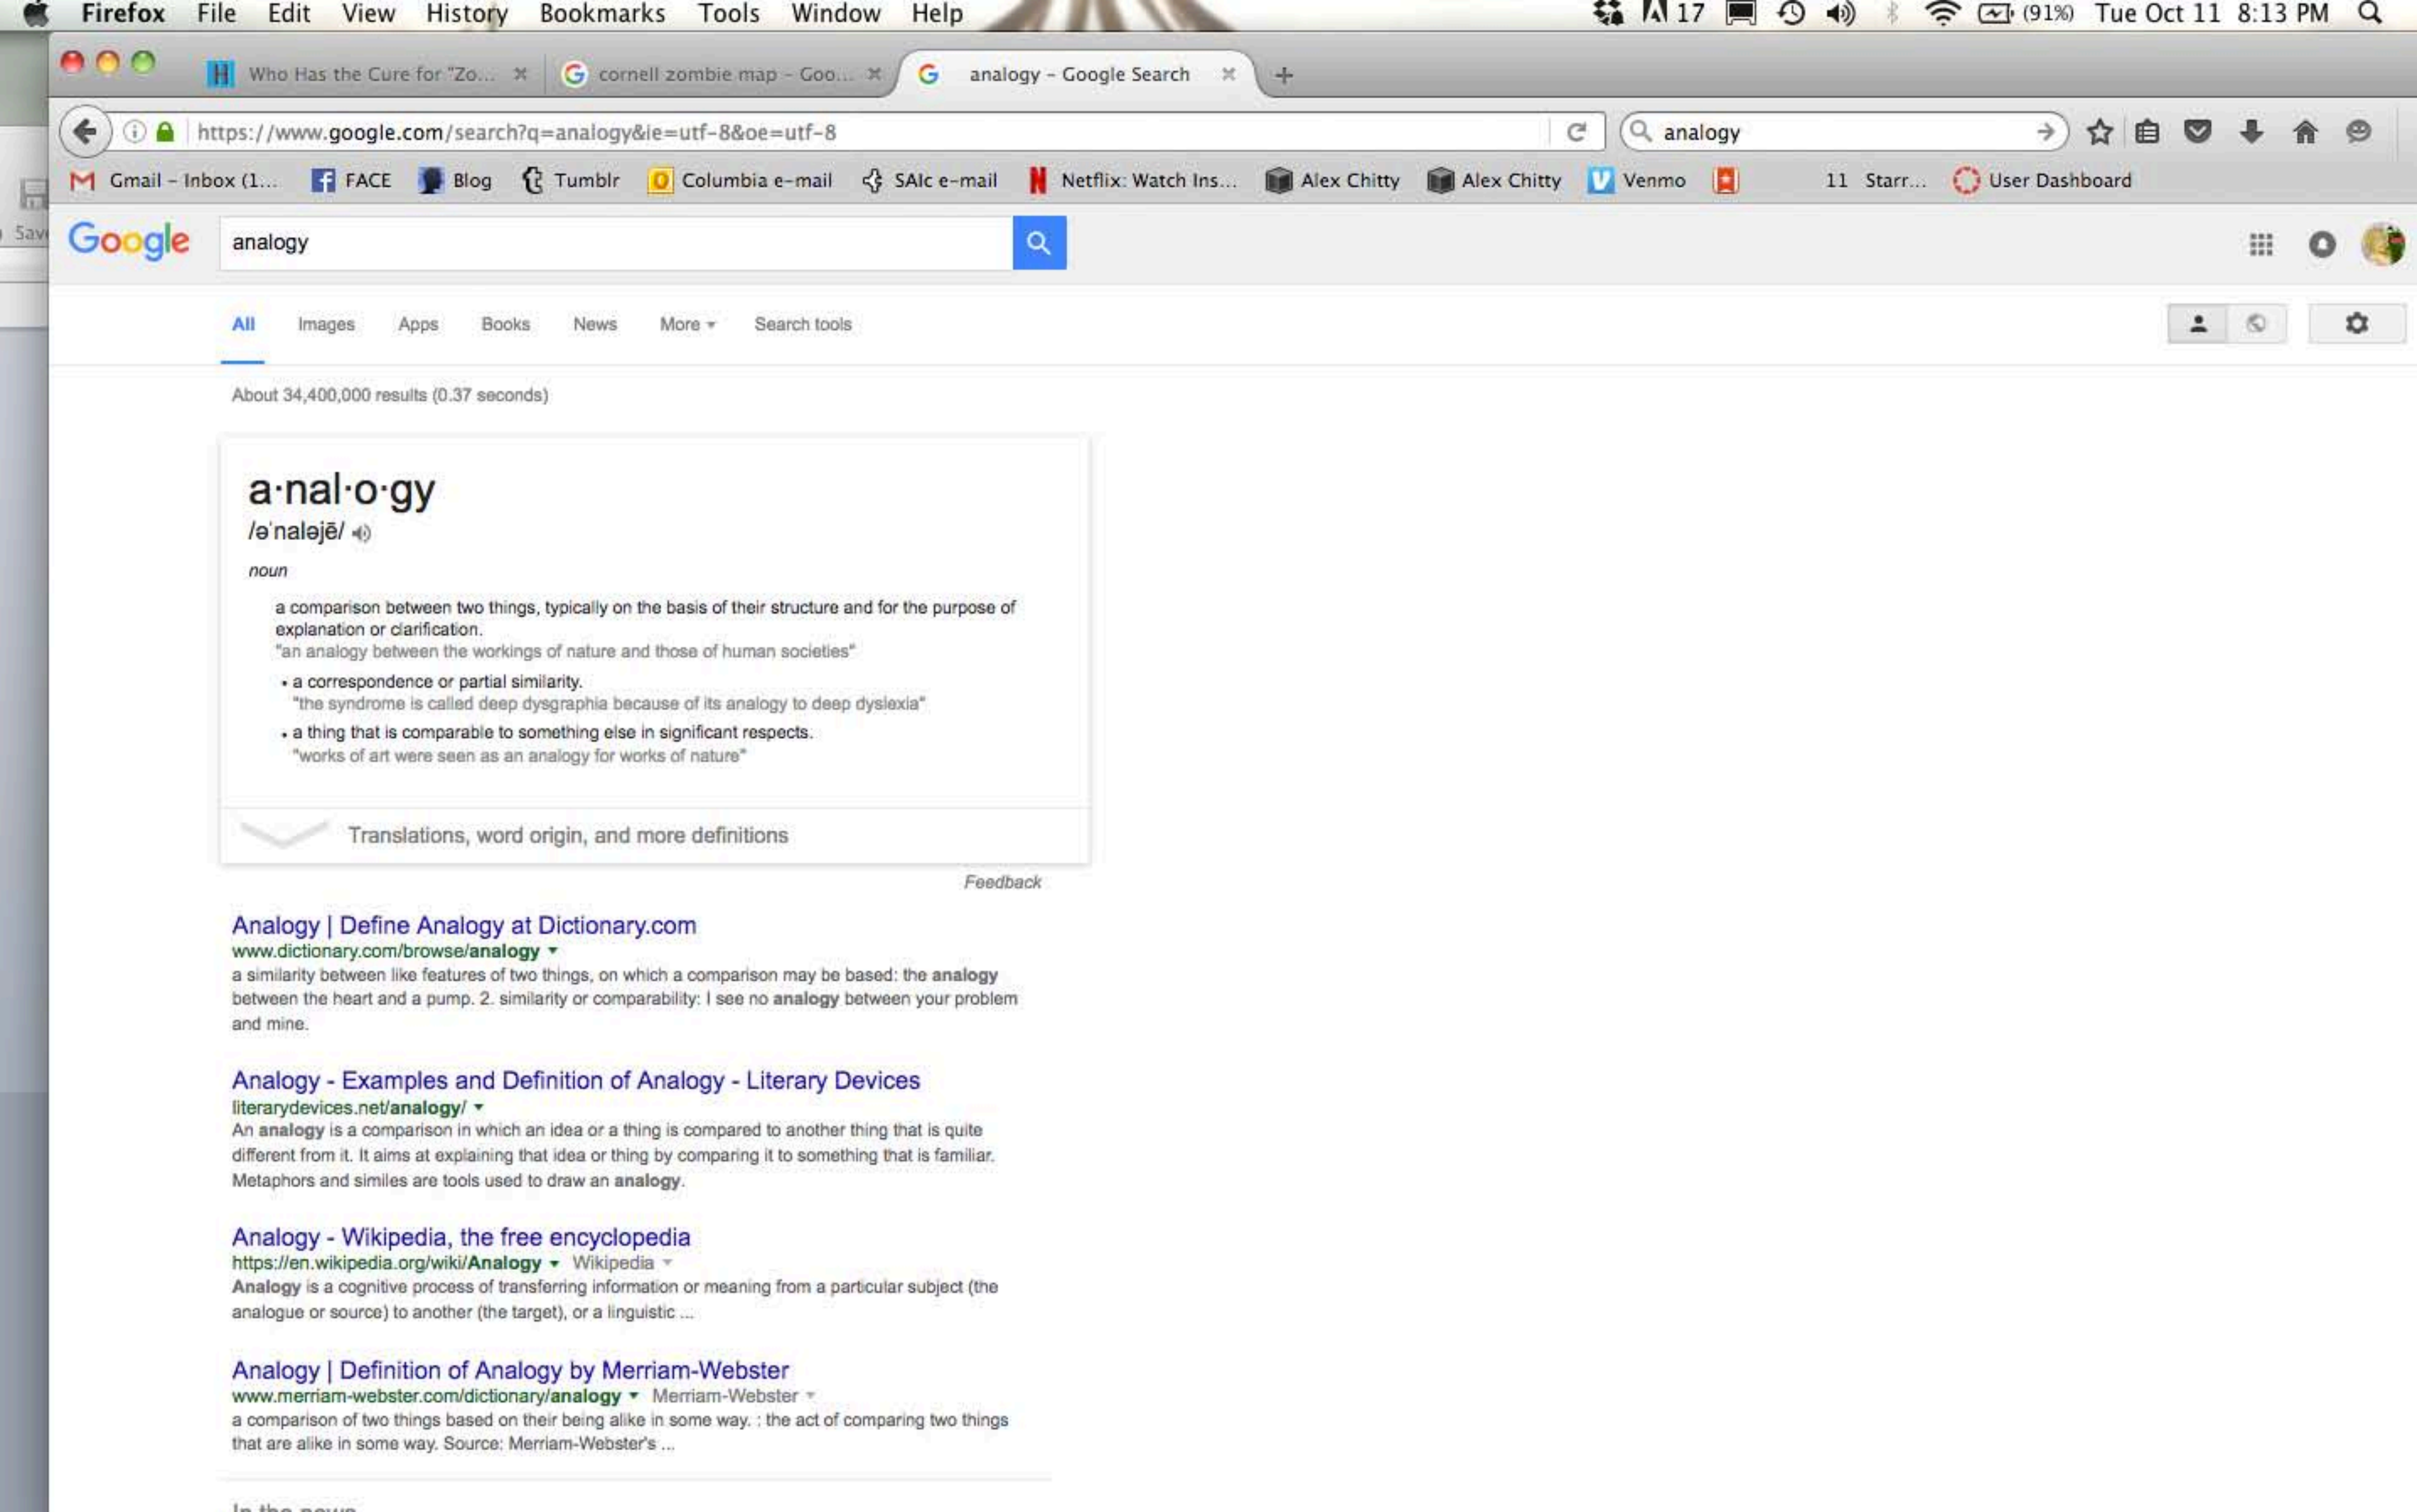 Firefox File Edit View History Bookmarks Tools Window Help 17 (91%) Tue Oct 11 8:13 PM
Who Has the Cure for "Zo... cornell zombie map - Goo... analogy - Google Search
https://www.google.com/search?q=analogy&ie=utf-8&oe=utf-8 analogy
Gmail - Inbox (1... FACE Blog Tumblr Columbia e-mail SAIc e-mail Netflix: Watch Ins... Alex Chitty Alex Chitty Venmo 11 Starr... User Dashboard
Sav
Google analogy
All Images Apps Books News More Search tools
About 34,400,000 results (0.37 seconds)
a·nal·o·gy
/əˈnaləjē/
noun
a comparison between two things, typically on the basis of their structure and for the purpose of
explanation or clarification.
"an analogy between the workings of nature and those of human societies"
• a correspondence or partial similarity.
"the syndrome is called deep dysgraphia because of its analogy to deep dyslexia"
• a thing that is comparable to something else in significant respects.
"works of art were seen as an analogy for works of nature"
Translations, word origin, and more definitions
Feedback
Analogy | Define Analogy at Dictionary.com
www.dictionary.com/browse/analogy
a similarity between like features of two things, on which a comparison may be based: the analogy
between the heart and a pump. 2. similarity or comparability: I see no analogy between your problem
and mine.
Analogy - Examples and Definition of Analogy - Literary Devices
literarydevices.net/analogy/
An analogy is a comparison in which an idea or a thing is compared to another thing that is quite
different from it. It aims at explaining that idea or thing by comparing it to something that is familiar.
Metaphors and similes are tools used to draw an analogy.
Analogy - Wikipedia, the free encyclopedia
https://en.wikipedia.org/wiki/Analogy Wikipedia
Analogy is a cognitive process of transferring information or meaning from a particular subject (the
analogue or source) to another (the target), or a linguistic ...
Analogy | Definition of Analogy by Merriam-Webster
www.merriam-webster.com/dictionary/analogy Merriam-Webster
a comparison of two things based on their being alike in some way. : the act of comparing two things
that are alike in some way. Source: Merriam-Webster's ...
In the news